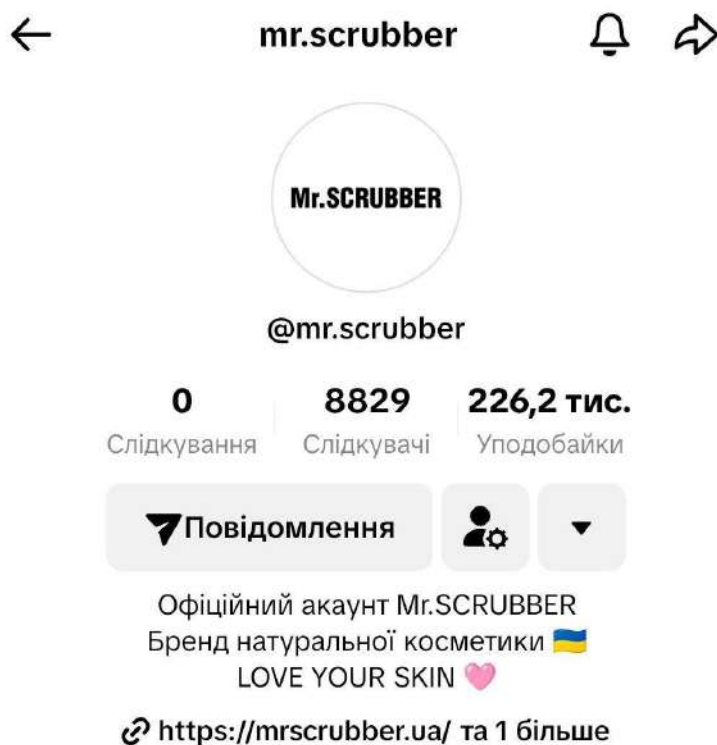 mr.scrubber
Mr.SCRUBBER
@mr.scrubber
0 8829 226,2 тис.
Слідкування Слідкувачі Уподобайки
Повідомлення
Офіційний акаунт Mr.SCRUBBER
Бренд натуральної косметики 🇺🇦
LOVE YOUR SKIN 🩷
https://mrscrubber.ua/ та 1 більше